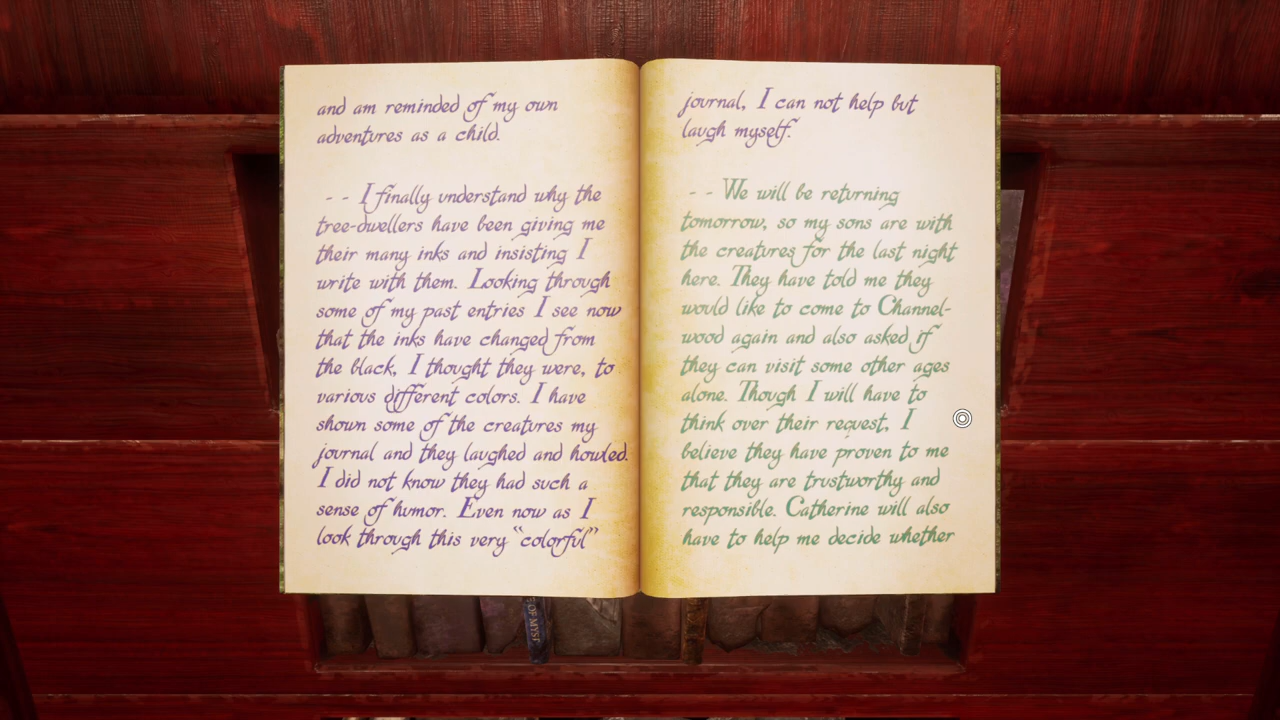 and am reminded of my own
adventures as a child.
- - I finally understand why the
tree-dwellers have been giving me
their many inks and insisting I
write with them. Looking through
some of my past entries I see now
that the inks have changed from
the black, I thought they were, to
various different colors. I have
shown some of the creatures my
journal and they laughed and howled.
I did not know they had such a
sense of humor. Even now as I
look through this very “colorful”
journal, I can not help but
laugh myself.
- - We will be returning
tomorrow, so my sons are with
the creatures for the last night
here. They have told me they
would like to come to Channel-
wood again and also asked if
they can visit some other ages
alone. Though I will have to
think over their request, I
believe they have proven to me
that they are trustworthy and
responsible. Catherine will also
have to help me decide whether
OF MYST